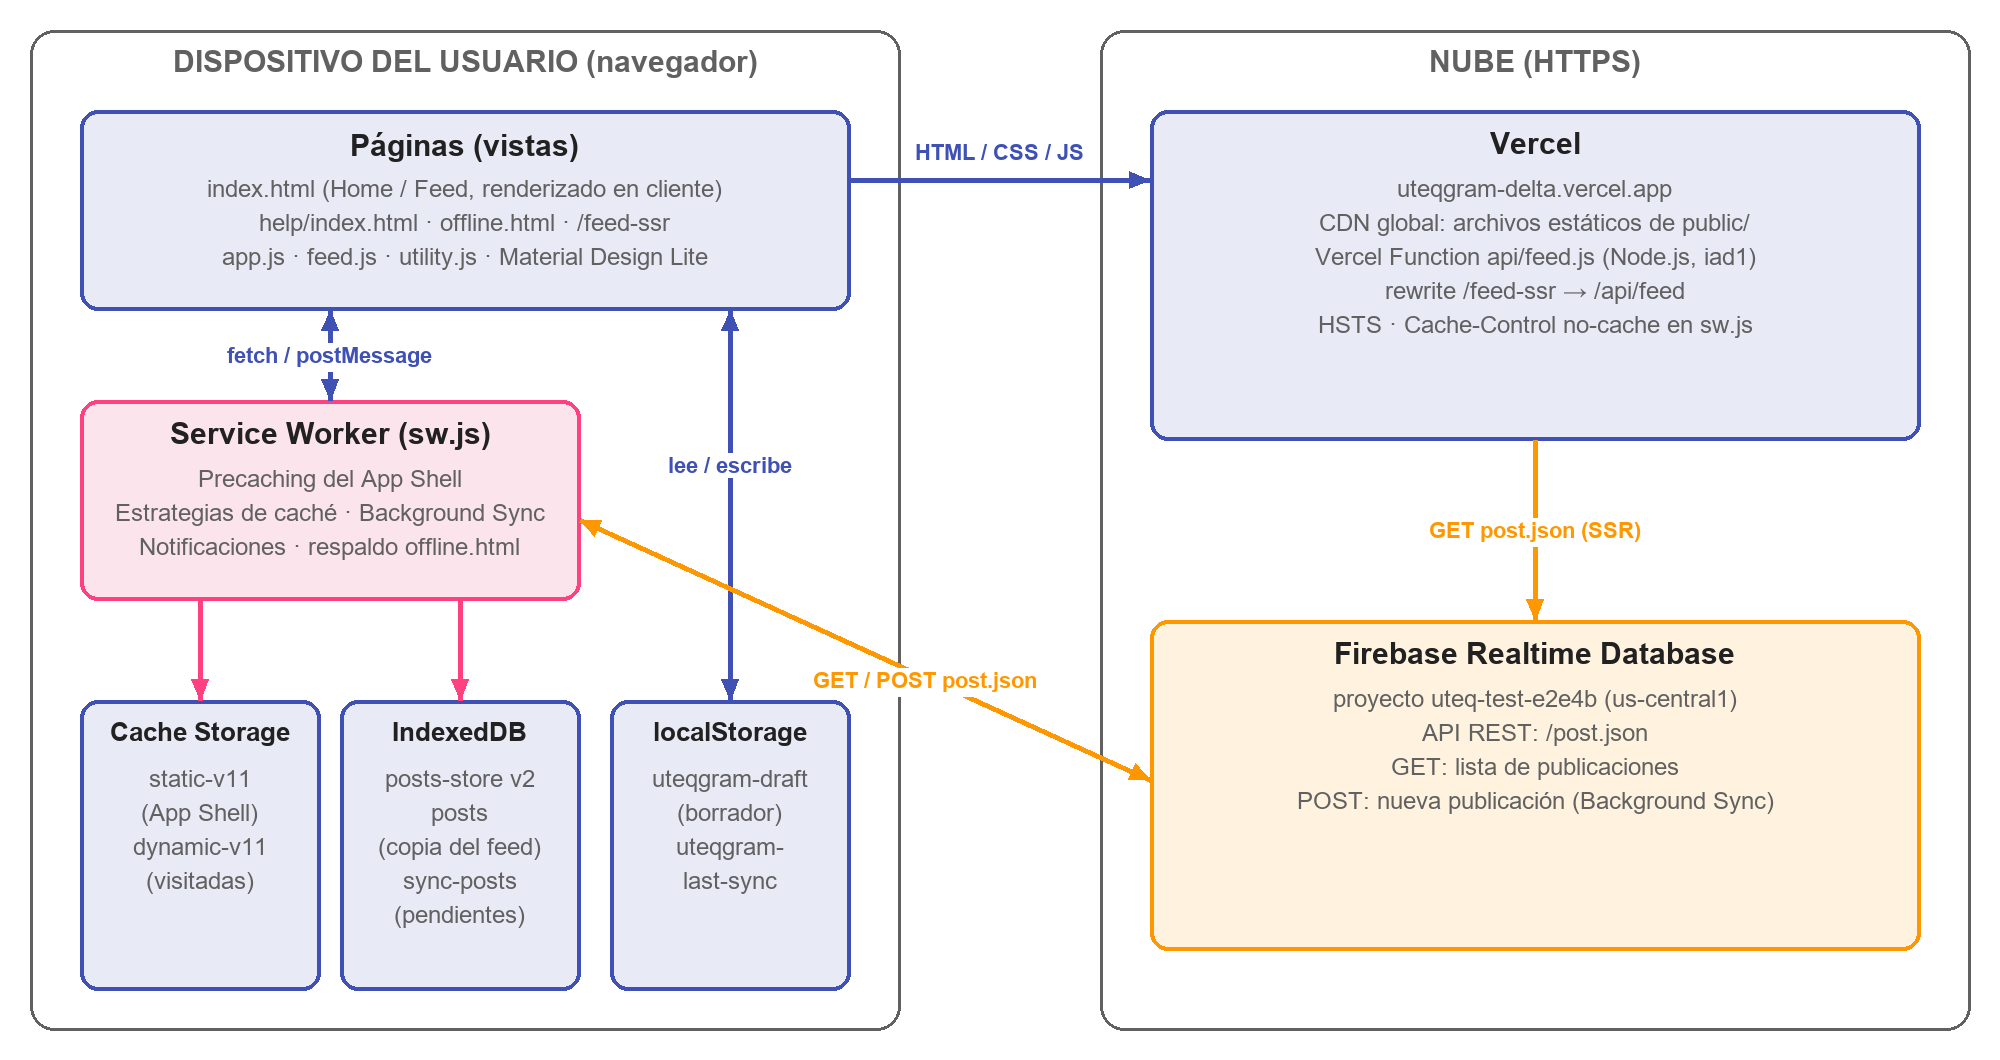 DISPOSITIVO DEL USUARIO (navegador)
Páginas (vistas)
index.html (Home / Feed, renderizado en cliente)
help/index.html · offline.html · /feed-ssr
app.js · feed.js · utility.js · Material Design Lite
fetch / postMessage
lee / escribe
Service Worker (sw.js)
Precaching del App Shell
Estrategias de caché · Background Sync
Notificaciones · respaldo offline.html
Cache Storage
static-v11
(App Shell)
dynamic-v11
(visitadas)
IndexedDB
posts-store v2
posts
(copia del feed)
sync-posts
(pendientes)
localStorage
uteqgram-draft
(borrador)
uteqgram-
last-sync
HTML / CSS / JS
GET / POST post.json
NUBE (HTTPS)
Vercel
uteqgram-delta.vercel.app
CDN global: archivos estáticos de public/
Vercel Function api/feed.js (Node.js, iad1)
rewrite /feed-ssr → /api/feed
HSTS · Cache-Control no-cache en sw.js
GET post.json (SSR)
Firebase Realtime Database
proyecto uteq-test-e2e4b (us-central1)
API REST: /post.json
GET: lista de publicaciones
POST: nueva publicación (Background Sync)